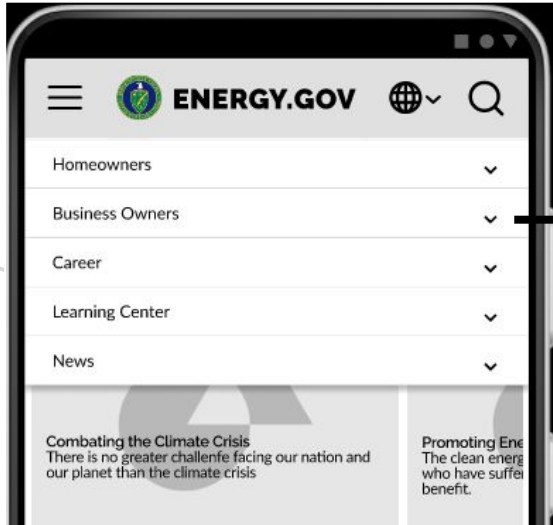 ENERGY.GOV
Homeowners
Business Owners
Career
Learning Center
News
Combating the Climate Crisis
There is no greater challenfe facing our nation and
our planet than the climate crisis
Promoting Ene
The clean energ
who have suffe
benefit.